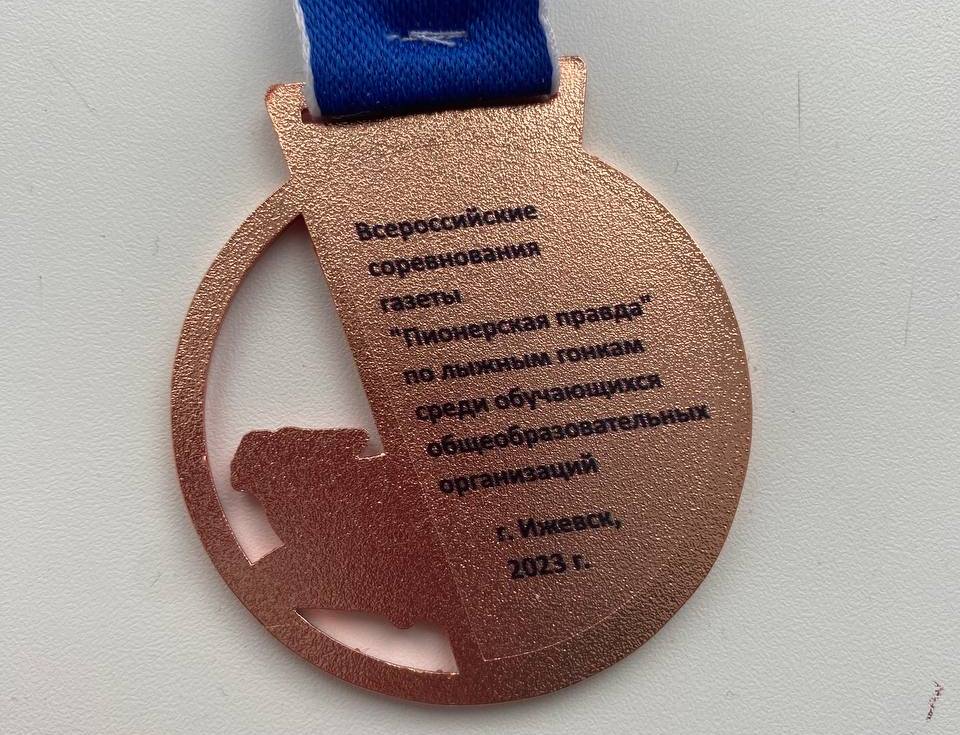 Всероссийские
соревнования
газеты
"Пионерская правда"
по лыжным гонкам
среди обучающихся
общеобразовательных
организаций
г. Ижевск,
2023 г.